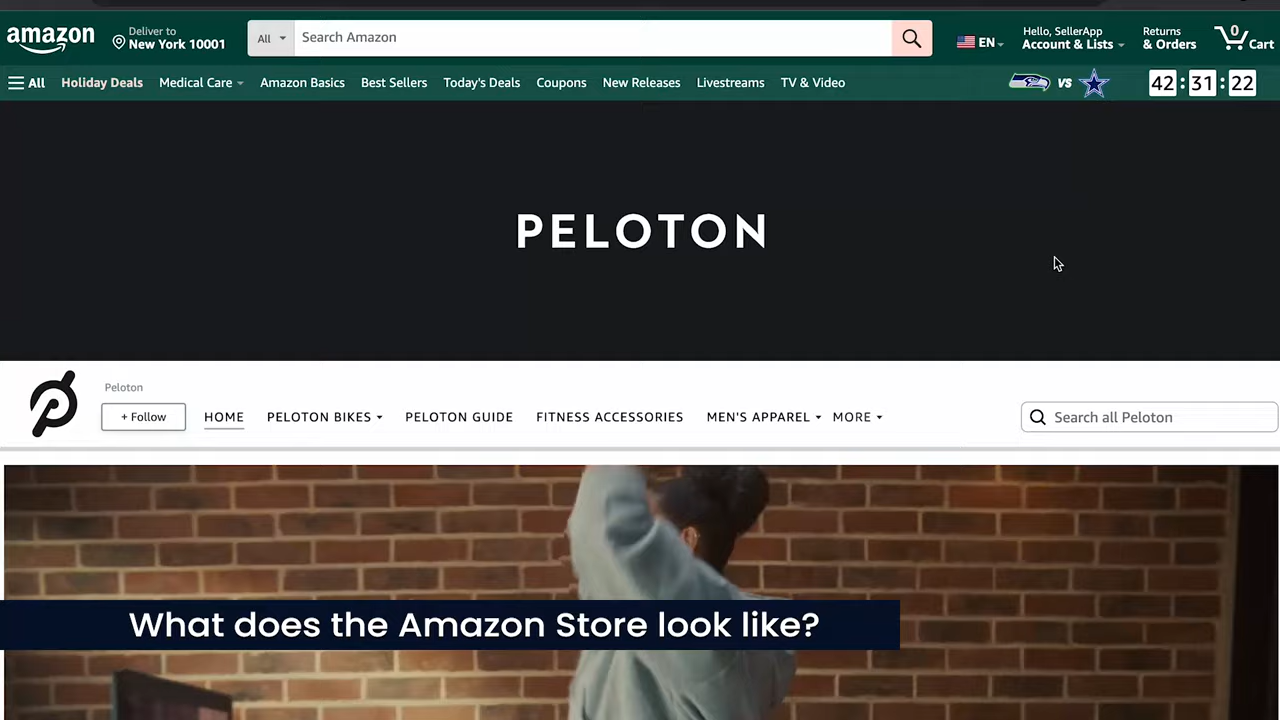 amazon
Deliver to
New York 10001
All
Search Amazon
EN
Hello, SellerApp
Account & Lists
Returns
& Orders
0
Cart
All
Holiday Deals
Medical Care
Amazon Basics
Best Sellers
Today's Deals
Coupons
New Releases
Livestreams
TV & Video
VS
42:31:22
PELOTON
Peloton
+ Follow
HOME
PELOTON BIKES
PELOTON GUIDE
FITNESS ACCESSORIES
MEN'S APPAREL
MORE
Search all Peloton
What does the Amazon Store look like?